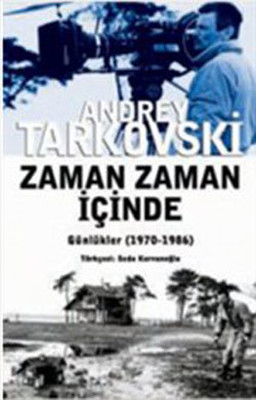 ANDREY
TARKOVSKİ
ZAMAN ZAMAN
İÇİNDE
Günlükler (1970-1986)
Türkçesi: Seda Kervanoğlu